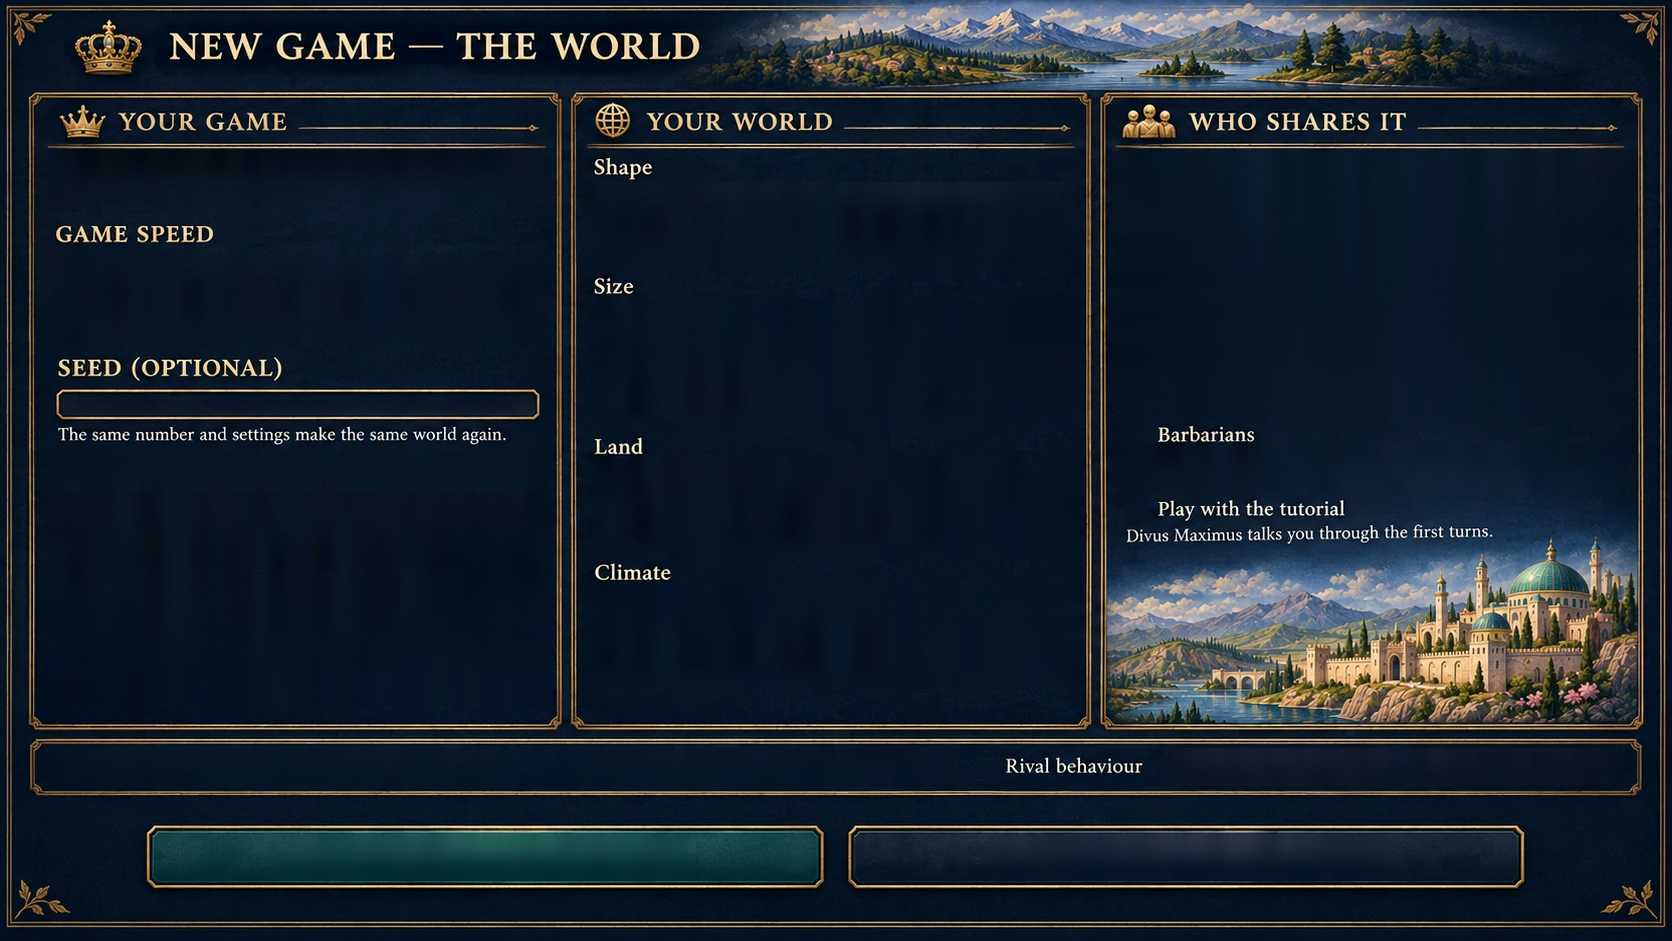 NEW GAME — THE WORLD
YOUR GAME
GAME SPEED
SEED (OPTIONAL)
The same number and settings make the same world again.
YOUR WORLD
Shape
Size
Land
Climate
WHO SHARES IT
Barbarians
Play with the tutorial
Divus Maximus talks you through the first turns.
Rival behaviour